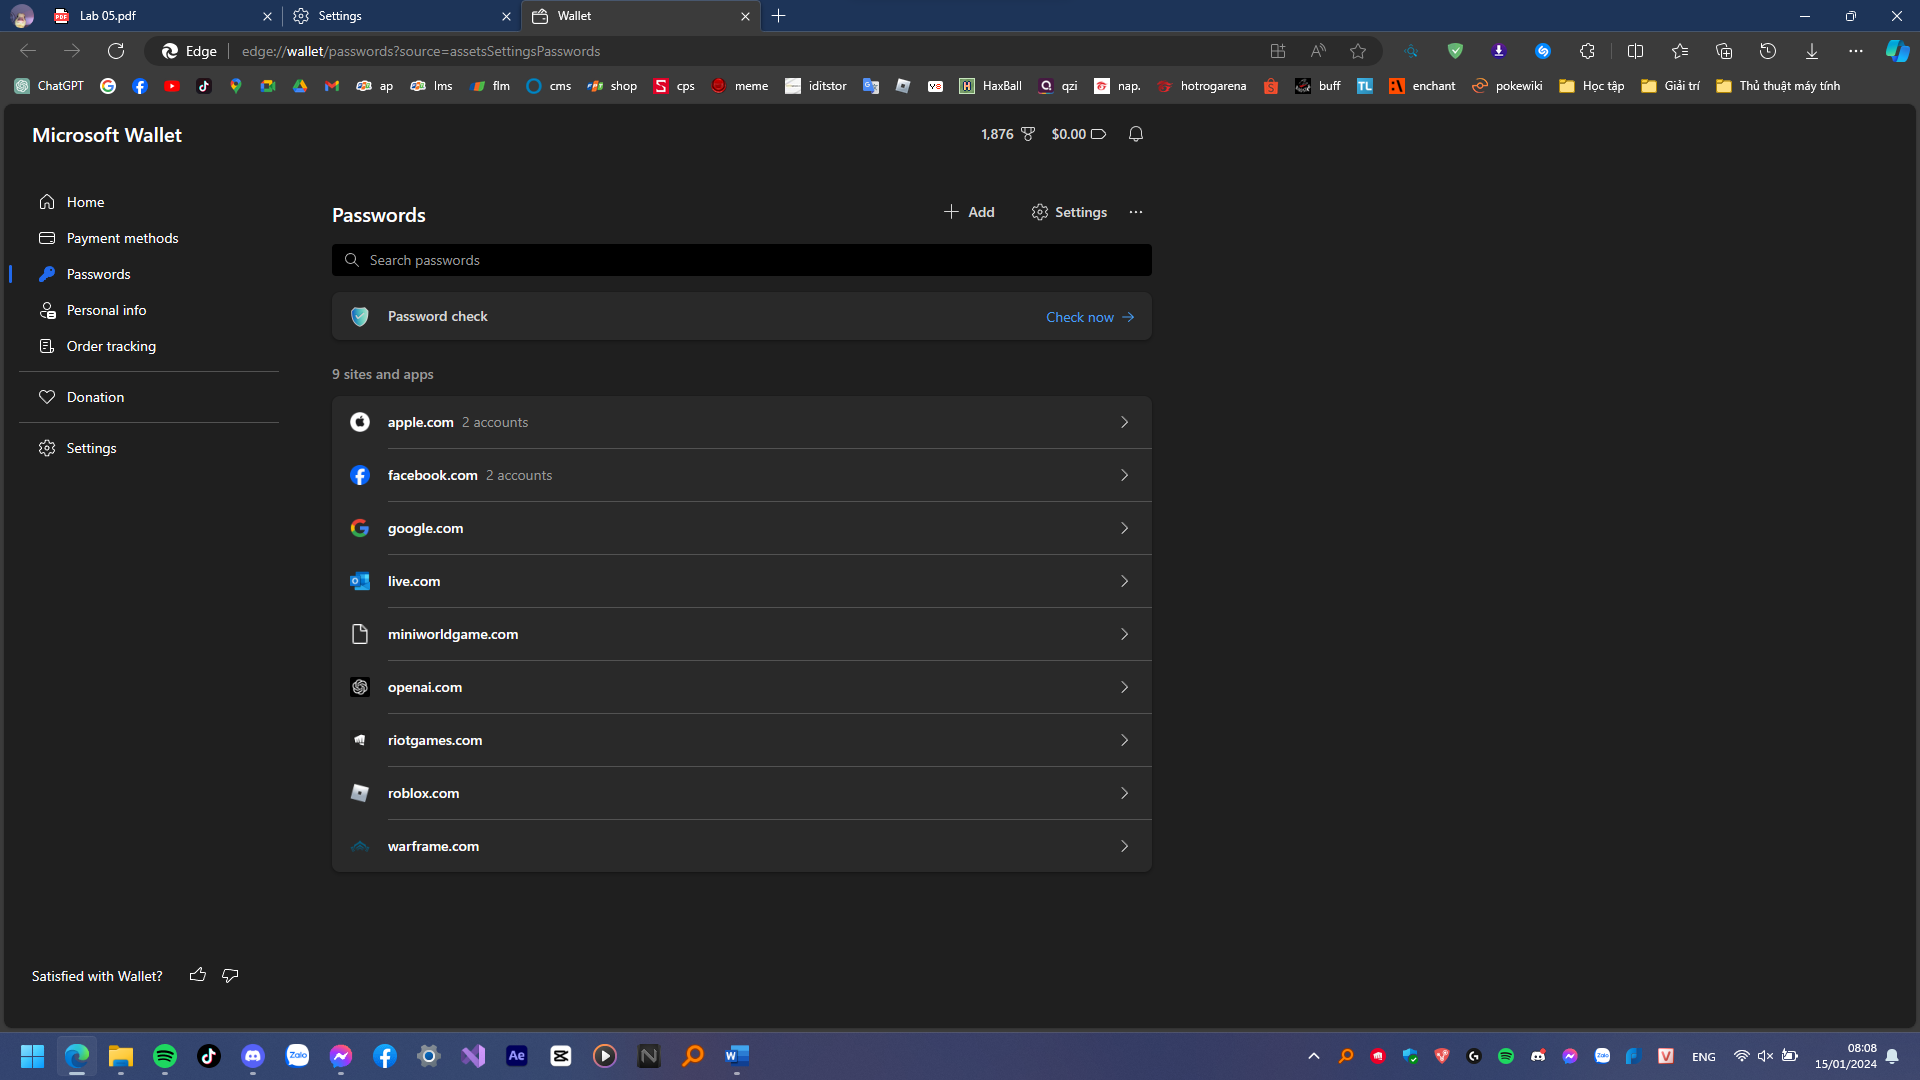 Lab 05.pdf
Settings
Wallet
Edge
edge://wallet/passwords?source=assetsSettingsPasswords
ChatGPT
ap
lms
flm
cms
shop
cps
meme
iditstor
HaxBall
qzi
nap.
hotrogarena
buff
TL
enchant
pokewiki
Học tập
Giải trí
Thủ thuật máy tính
Microsoft Wallet
1,876
$0.00
Home
Payment methods
Passwords
Personal info
Order tracking
Donation
Settings
Passwords
Add
Settings
Search passwords
Password check
Check now
9 sites and apps
apple.com 2 accounts
facebook.com 2 accounts
google.com
live.com
miniworldgame.com
openai.com
riotgames.com
roblox.com
warframe.com
Satisfied with Wallet?
Zalo
Ae
ENG
08:08
15/01/2024